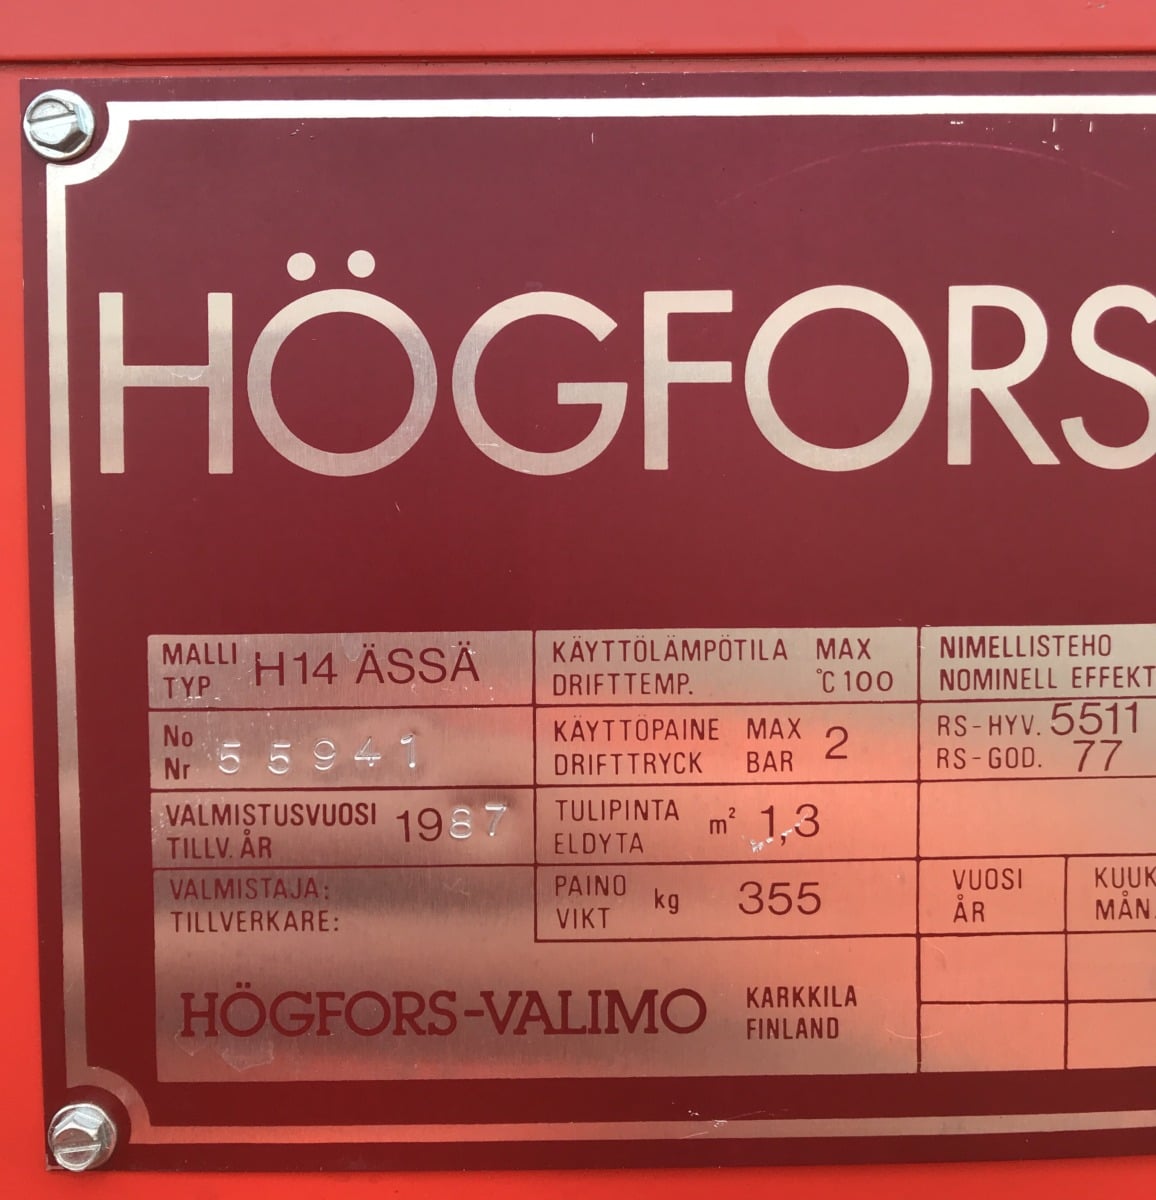 HÖGFORS
MALLI
TYP H14 ÄSSÄ
No
Nr 55941
VALMISTUSVUOSI
TILLV. ÅR 1987
VALMISTAJA:
TILLVERKARE:
HÖGFORS-VALIMO
KARKKILA
FINLAND
KÄYTTÖLÄMPÖTILA MAX
DRIFTTEMP. °C 100
KÄYTTÖPAINE MAX
DRIFTTRYCK BAR 2
TULIPINTA
ELDYTA m² 1,3
PAINO
VIKT kg 355
NIMELLISTEHO
NOMINELL EFFEKT
RS-HYV. 5511
RS-GOD. 77
VUOSI
ÅR
KUUK
MÅN.